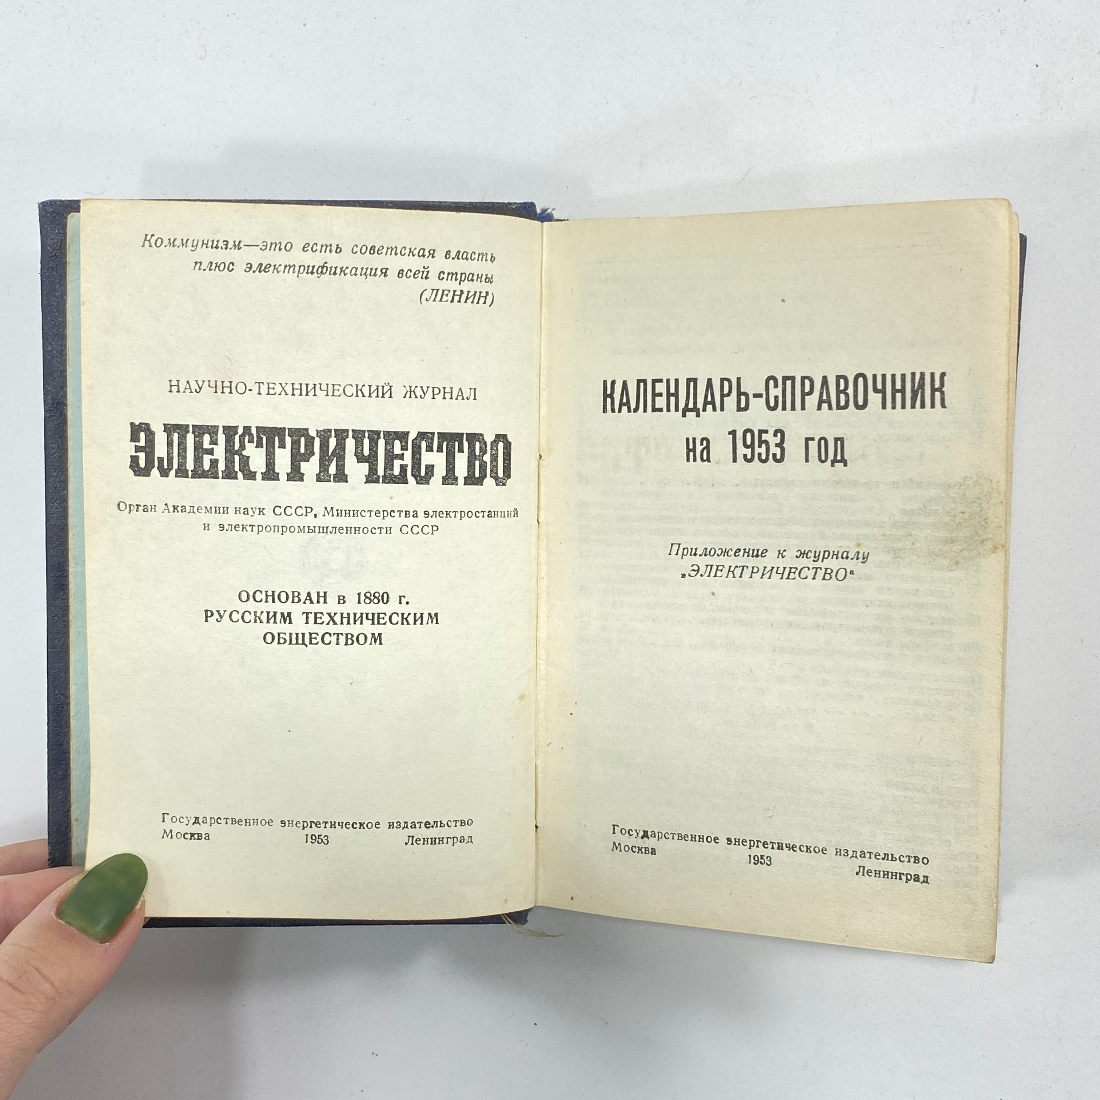 Коммунизм—это есть советская власть
плюс электрификация всей страны
(ЛЕНИН)
НАУЧНО-ТЕХНИЧЕСКИЙ ЖУРНАЛ
ЭЛЕКТРИЧЕСТВО
Орган Академии наук СССР, Министерства электростанций
и электропромышленности СССР
ОСНОВАН в 1880 г.
РУССКИМ ТЕХНИЧЕСКИМ
ОБЩЕСТВОМ
Государственное энергетическое издательство
Москва 1953 Ленинград
КАЛЕНДАРЬ-СПРАВОЧНИК
на 1953 год
Приложение к журналу
„ЭЛЕКТРИЧЕСТВО“
Государственное энергетическое издательство
Москва 1953 Ленинград